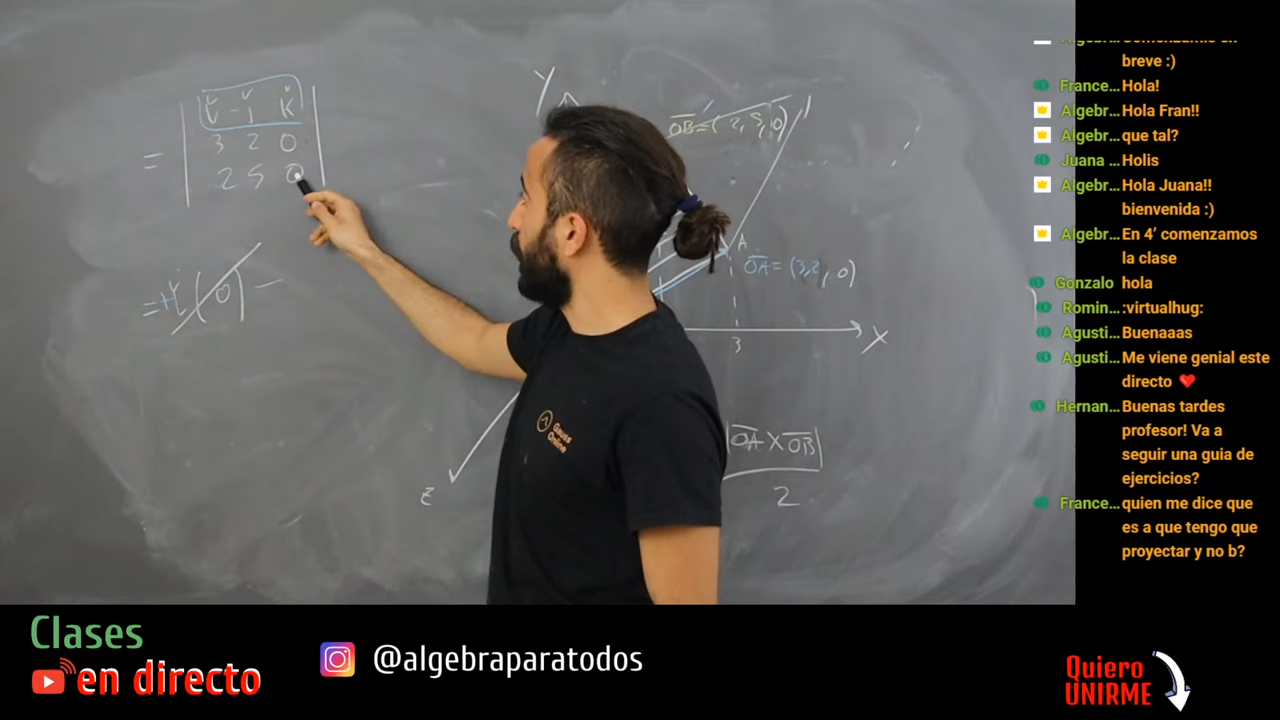 = | i - j k |
3 2 0
2 5 0
= + i ( 0 ) -
Y
OB = ( 2, 5, 0 )
A
OA = (3,2, 0)
3
X
z
|OA X OB|
2
Gauss
Online
breve :)
France... Hola!
Algebr... Hola Fran!!
Algebr... que tal?
Juana ... Holis
Algebr... Hola Juana!!
bienvenida :)
Algebr... En 4' comenzamos
la clase
Gonzalo hola
Romin... :virtualhug:
Agusti... Buenaaas
Agusti... Me viene genial este
directo ❤️
Hernan... Buenas tardes
profesor! Va a
seguir una guia de
ejercicios?
France... quien me dice que
es a que tengo que
proyectar y no b?
Clases
en directo
@algebraparatodos
Quiero
UNIRME